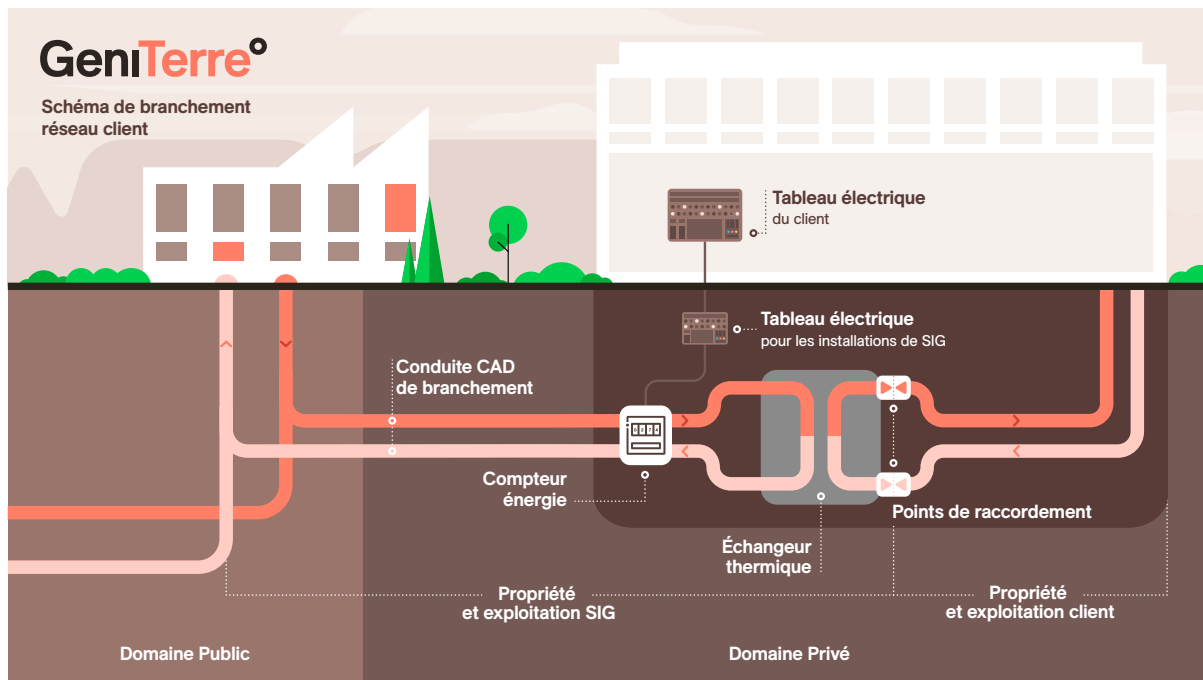 GeniTerre°
Schéma de branchement
réseau client
Tableau électrique
du client
Tableau électrique
pour les installations de SIG
Conduite CAD
de branchement
Compteur
énergie
Points de raccordement
Échangeur
thermique
Propriété
et exploitation SIG
Propriété
et exploitation client
Domaine Public
Domaine Privé